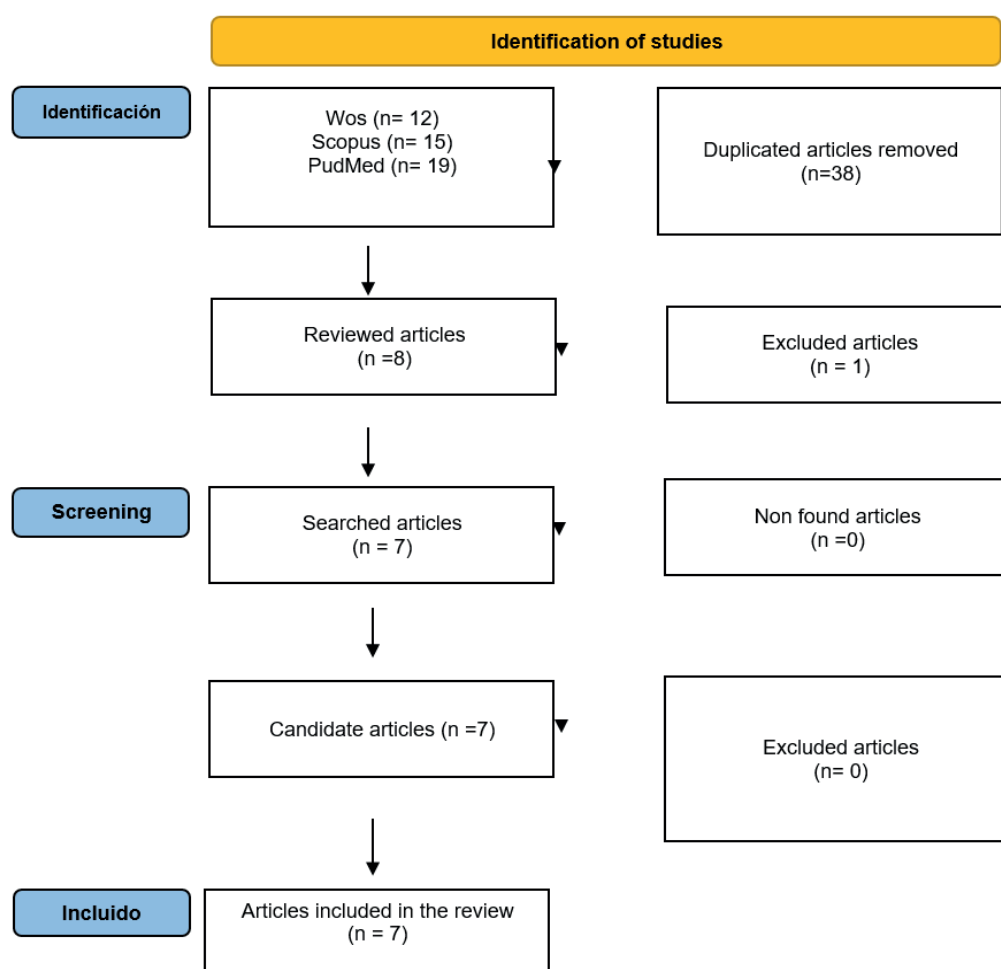 Identification of studies
Identificación
Wos (n= 12)
Scopus (n= 15)
PudMed (n= 19)
Duplicated articles removed
(n=38)
Reviewed articles
(n =8)
Excluded articles
(n = 1)
Screening
Searched articles
(n = 7)
Non found articles
(n =0)
Candidate articles (n =7)
Excluded articles
(n= 0)
Incluido
Articles included in the review
(n = 7)